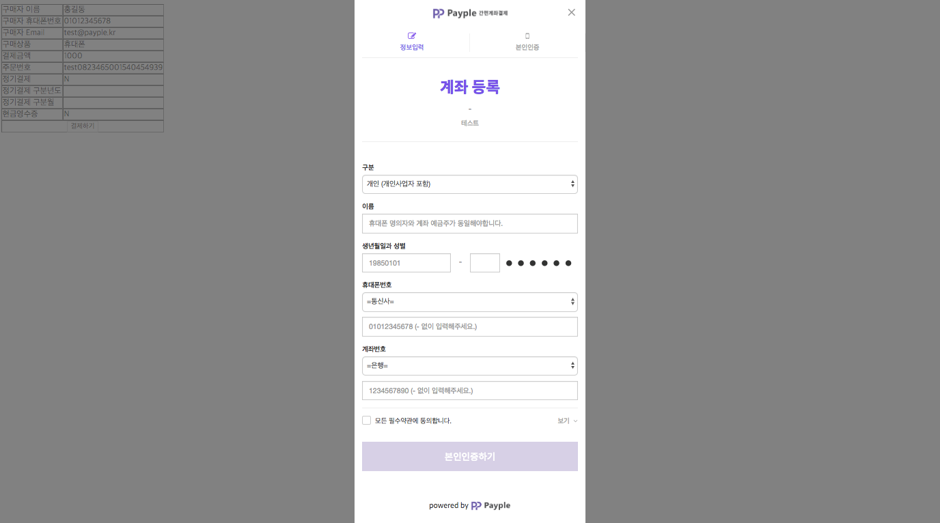 구매자 이름 홍길동
구매자 휴대폰번호 01012345678
구매자 Email test@payple.kr
구매상품 휴대폰
결제금액 1000
주문번호 test0823465001540454939
정기결제 N
정기결제 구분년도
정기결제 구분월
현금영수증 N
결제하기
Payple 간편계좌결제
정보입력 본인인증
계좌 등록
-
테스트
구분
개인 (개인사업자 포함)
이름
휴대폰 명의자와 계좌 예금주가 동일해야합니다.
생년월일과 성별
19850101 - ●●●●●●
휴대폰번호
=통신사=
01012345678 (- 없이 입력해주세요.)
계좌번호
=은행=
1234567890 (- 없이 입력해주세요.)
모든 필수약관에 동의합니다. 보기
본인인증하기
powered by Payple